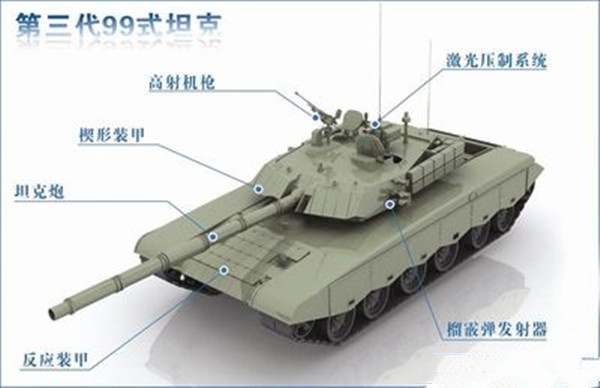 第三代99式坦克
激光压制系统
高射机枪
楔形装甲
坦克炮
榴霰弹发射器
反应装甲